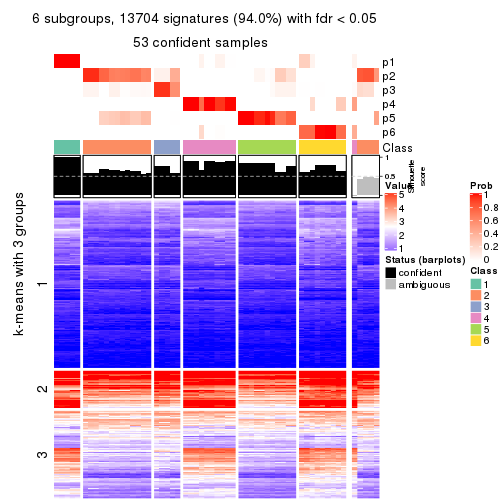 6 subgroups, 13704 signatures (94.0%) with fdr < 0.05
53 confident samples
p1
p2
p3
p4
p5
p6
Class
1
0.5
0
Silhouette
score
k-means with 3 groups
1
2
3
Value
5
4
3
2
1
Status (barplots)
confident
ambiguous
Prob
1
0.8
0.6
0.4
0.2
0
Class
1
2
3
4
5
6